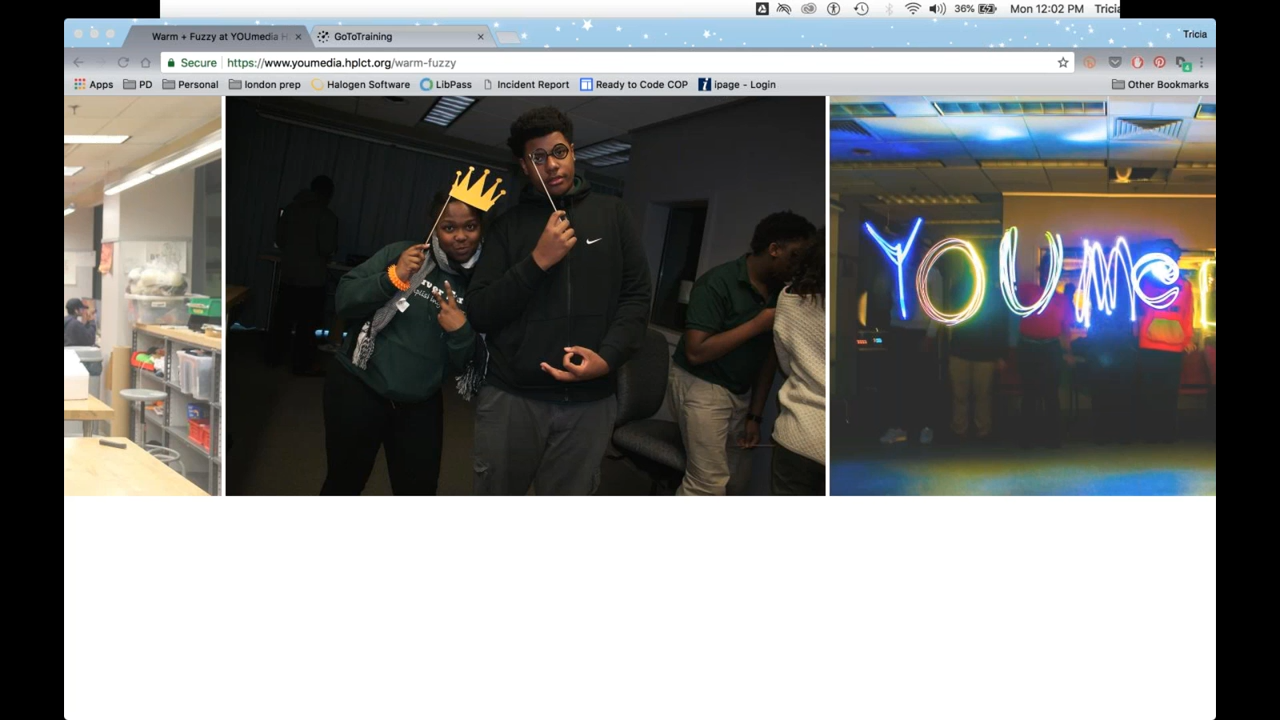 36% Mon 12:02 PM Tricia
Warm + Fuzzy at YOUmedia H
GoToTraining
Tricia
Secure https://www.youmedia.hplct.org/warm-fuzzy
Apps PD Personal london prep Halogen Software LibPass Incident Report Ready to Code COP ipage - Login Other Bookmarks
YOUMe